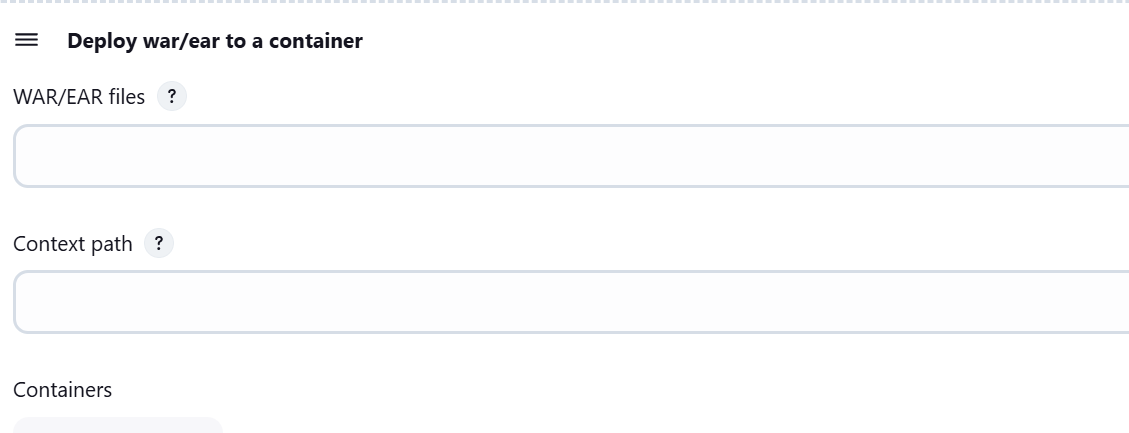 Deploy war/ear to a container
WAR/EAR files ?
Context path ?
Containers